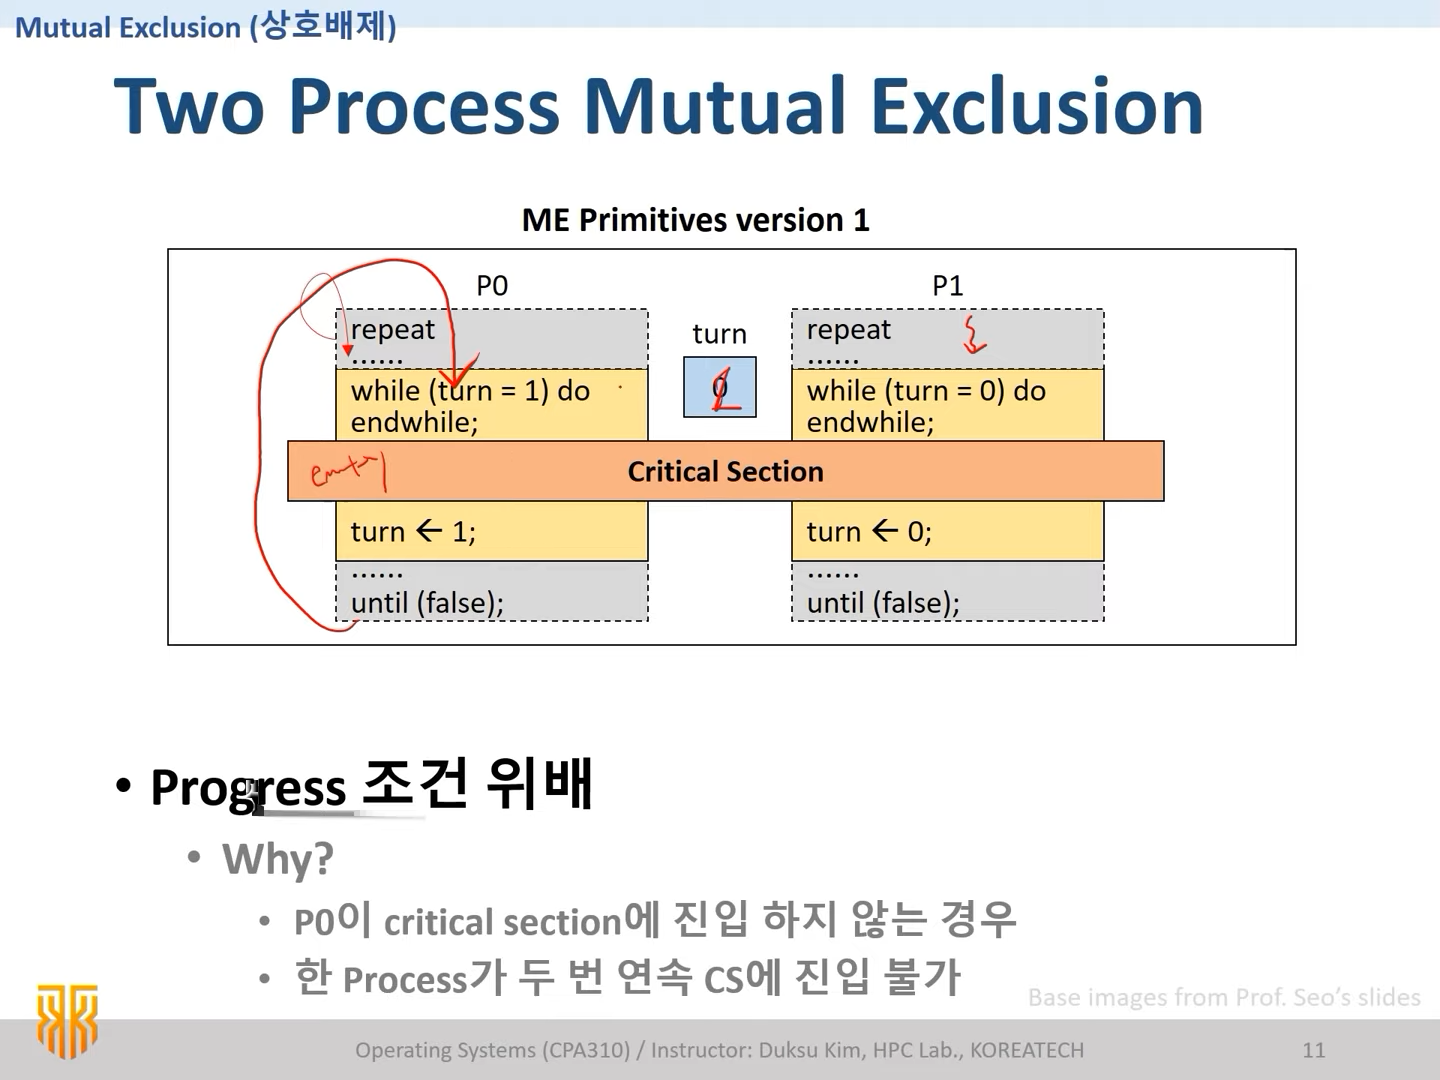 Mutual Exclusion (상호배제)
Two Process Mutual Exclusion
ME Primitives version 1
P0
repeat
......
while (turn = 1) do
endwhile;
turn
0
P1
repeat
......
while (turn = 0) do
endwhile;
empty
Critical Section
turn ← 1;
......
until (false);
turn ← 0;
......
until (false);
• Progress 조건 위배
• Why?
• P0이 critical section에 진입 하지 않는 경우
• 한 Process가 두 번 연속 CS에 진입 불가
Base images from Prof. Seo's slides
Operating Systems (CPA310) / Instructor: Duksu Kim, HPC Lab., KOREATECH
11